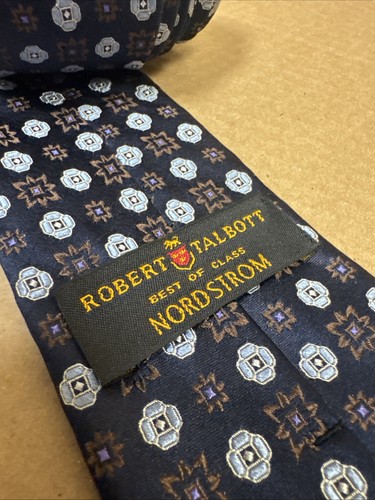 ROBERT TALBOTT
BEST OF CLASS
NORDSTROM